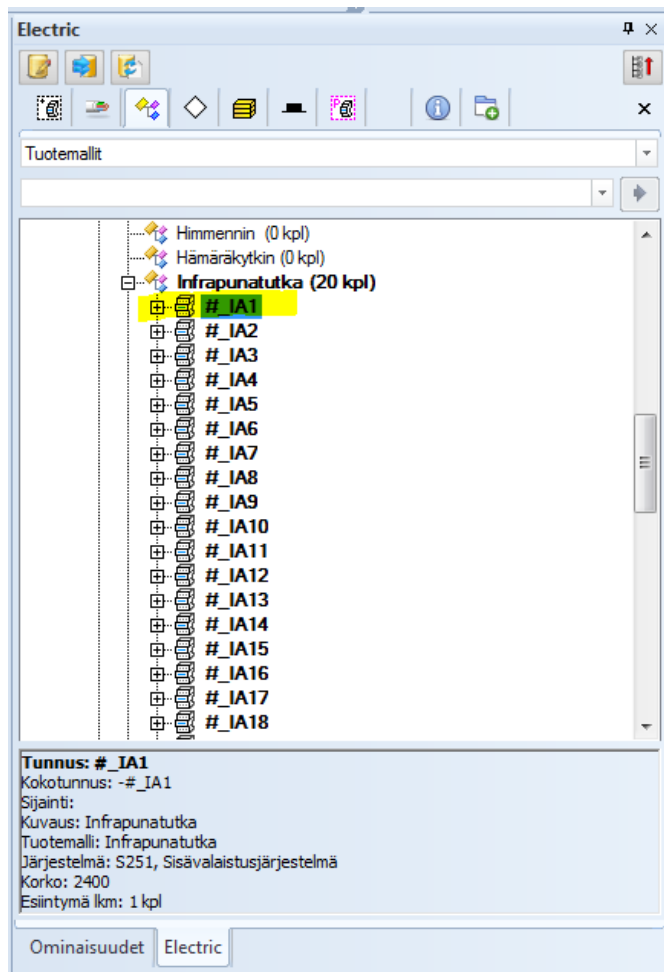 Electric
Tuotemallit
Himmennin (0 kpl)
Hämäräkytkin (0 kpl)
Infrapunatutka (20 kpl)
#_IA1
#_IA2
#_IA3
#_IA4
#_IA5
#_IA6
#_IA7
#_IA8
#_IA9
#_IA10
#_IA11
#_IA12
#_IA13
#_IA14
#_IA15
#_IA16
#_IA17
#_IA18
Tunnus: #_IA1
Kokotunnus: -#_IA1
Sijainti:
Kuvaus: Infrapunatutka
Tuotemalli: Infrapunatutka
Järjestelmä: S251, Sisävalaistusjärjestelmä
Korko: 2400
Esiintymä lkm: 1 kpl
Ominaisuudet Electric